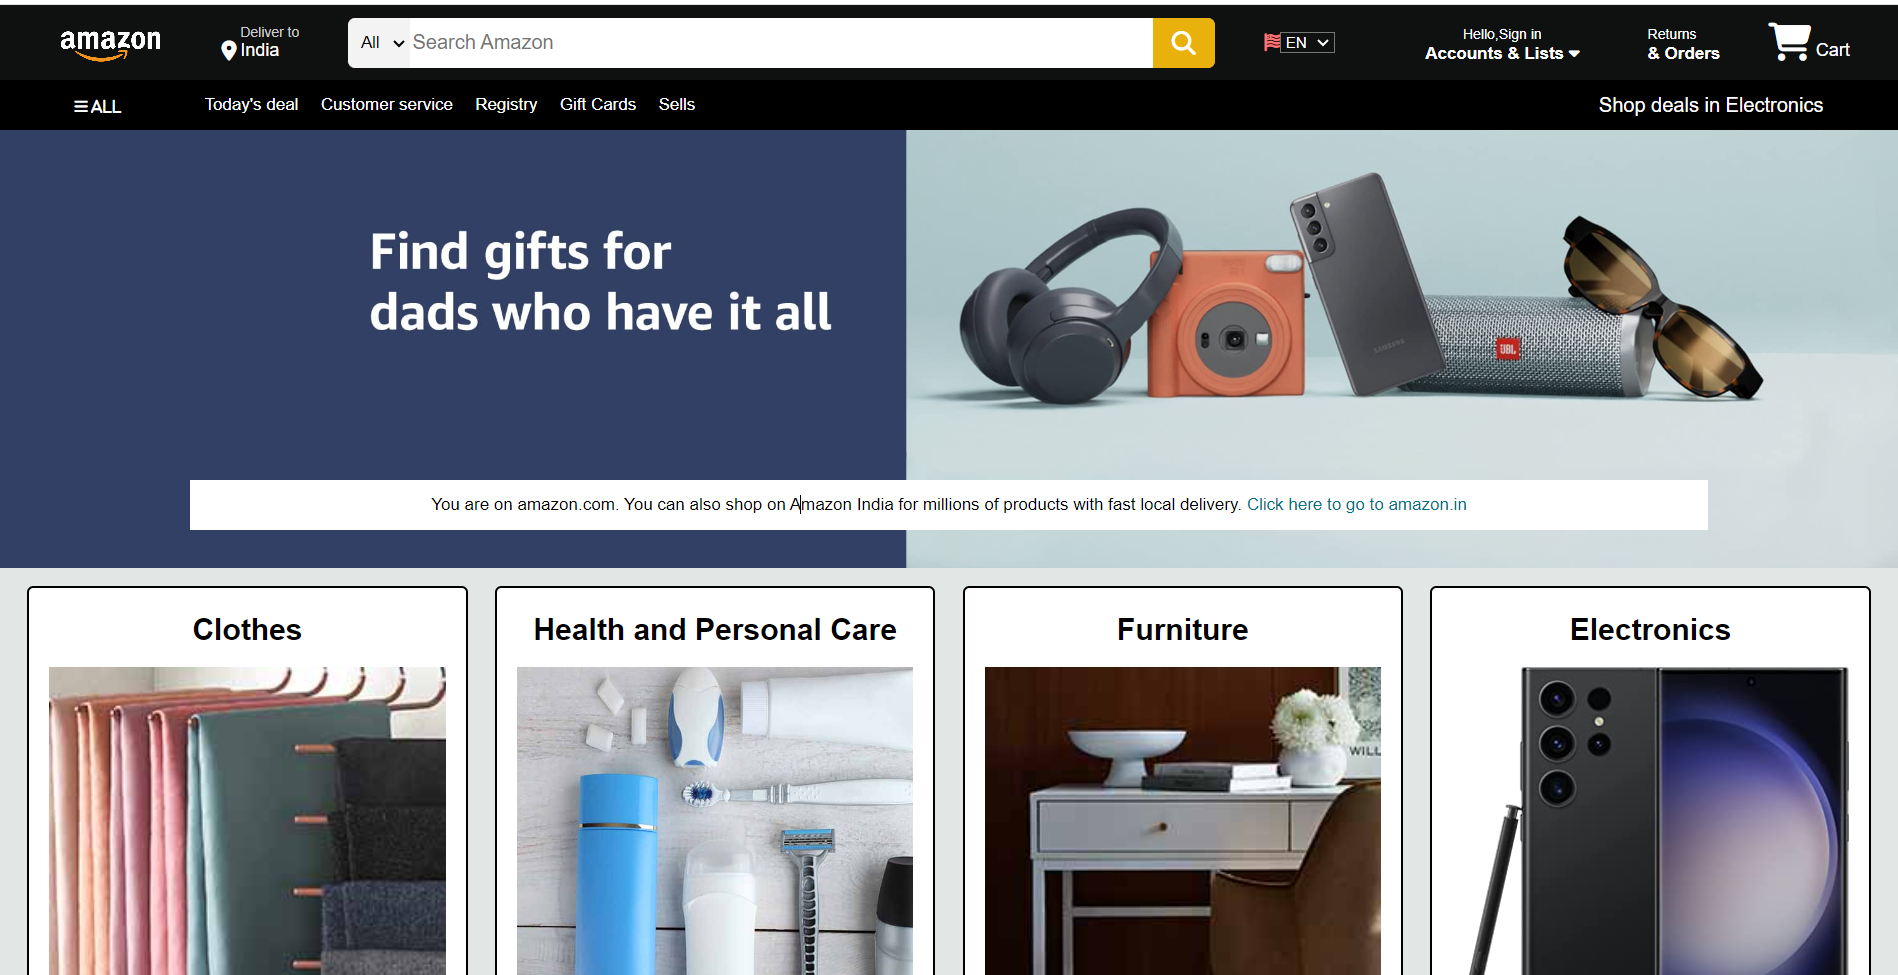 amazon
Deliver to
India
All
Search Amazon
EN
Hello,Sign in
Accounts & Lists
Returns
& Orders
Cart
ALL
Today's deal
Customer service
Registry
Gift Cards
Sells
Shop deals in Electronics
Find gifts for
dads who have it all
SAMSUNG
JBL
You are on amazon.com. You can also shop on Amazon India for millions of products with fast local delivery. Click here to go to amazon.in
Clothes
Health and Personal Care
Furniture
Electronics
WILL